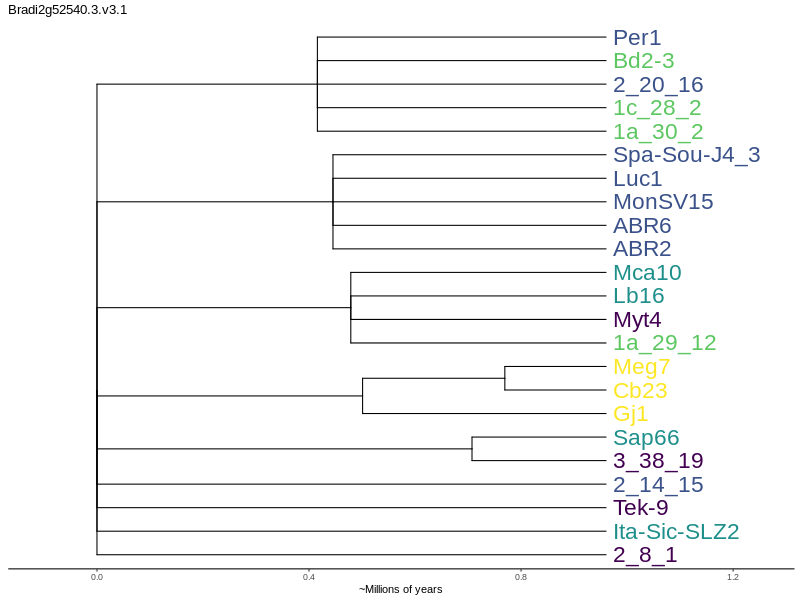 Bradi2g52540.3.v3.1
Per1
Bd2-3
2_20_16
1c_28_2
1a_30_2
Spa-Sou-J4_3
Luc1
MonSV15
ABR6
ABR2
Mca10
Lb16
Myt4
1a_29_12
Meg7
Cb23
Gj1
Sap66
3_38_19
2_14_15
Tek-9
Ita-Sic-SLZ2
2_8_1
0.0 0.4 0.8 1.2
~Millions of years